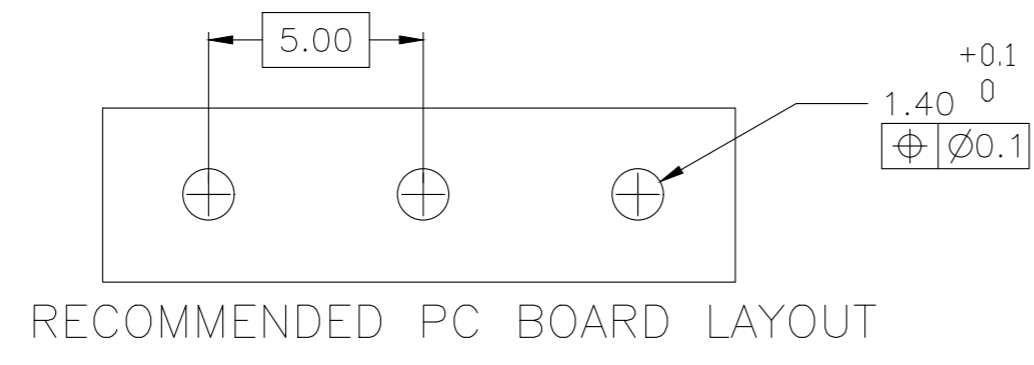 5.00
+0.1
0
1.40
⌖ Ø0.1
RECOMMENDED PC BOARD LAYOUT